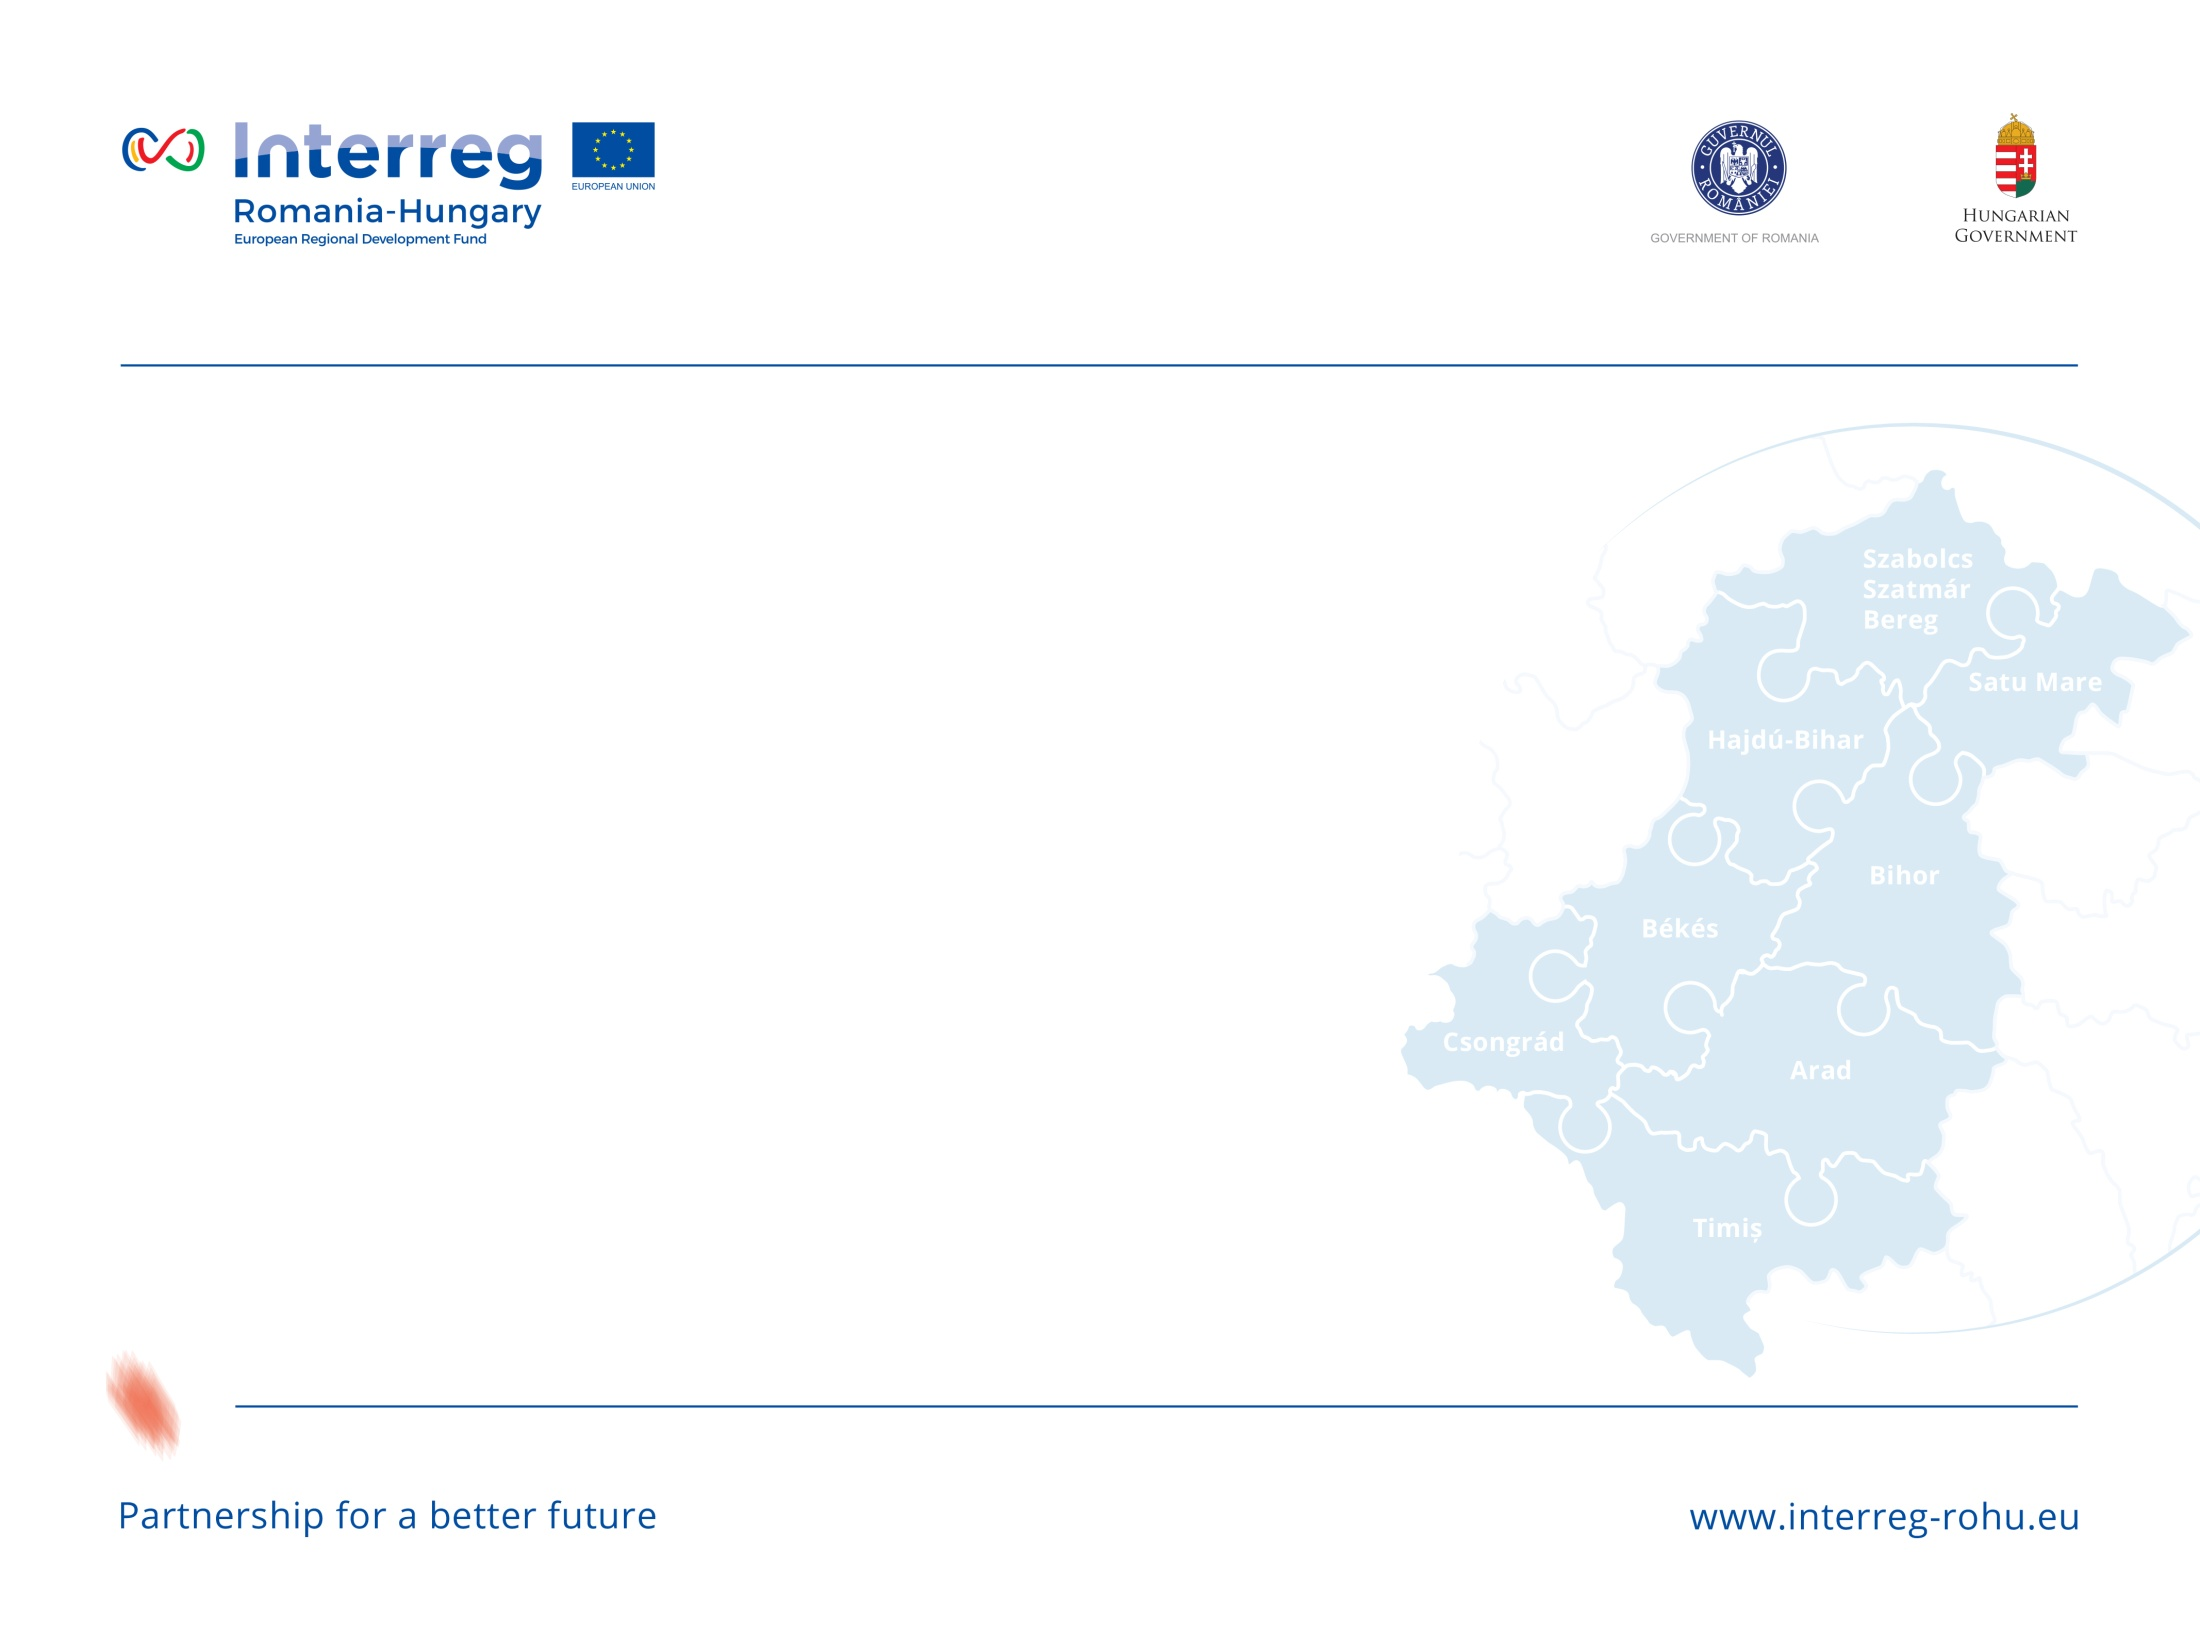 Interreg
EUROPEAN UNION
Romania-Hungary
European Regional Development Fund
GUVERNUL ROMÂNIEI
GOVERNMENT OF ROMANIA
HUNGARIAN
GOVERNMENT
Szabolcs
Szatmár
Bereg
Satu Mare
Hajdú-Bihar
Bihor
Békés
Csongrád
Arad
Timiș
Partnership for a better future
www.interreg-rohu.eu